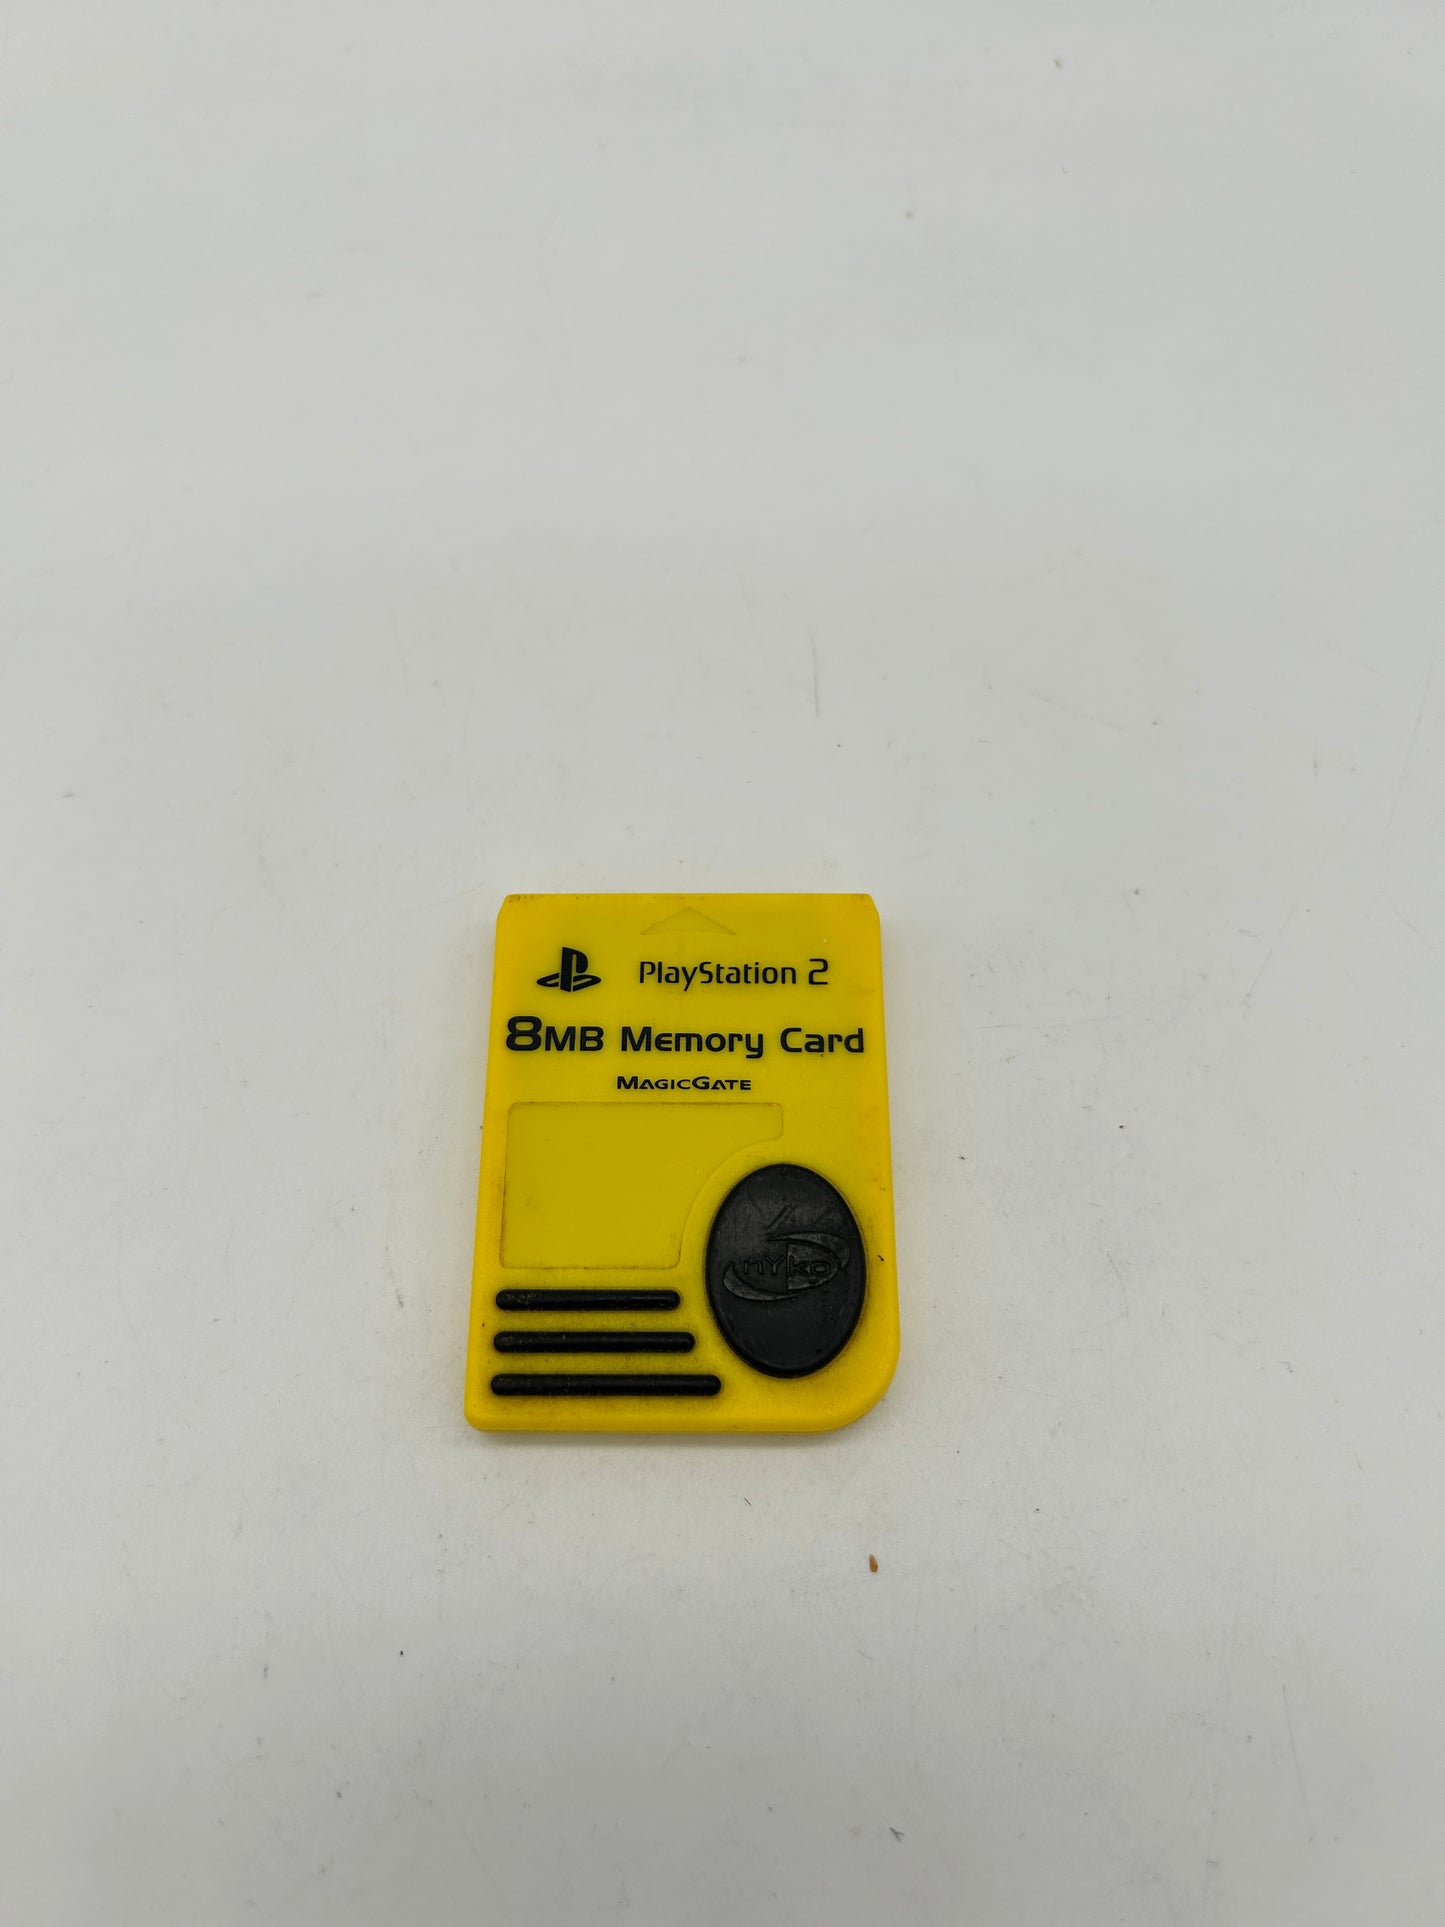 PlayStation 2
8MB Memory Card
MagicGate
nyko